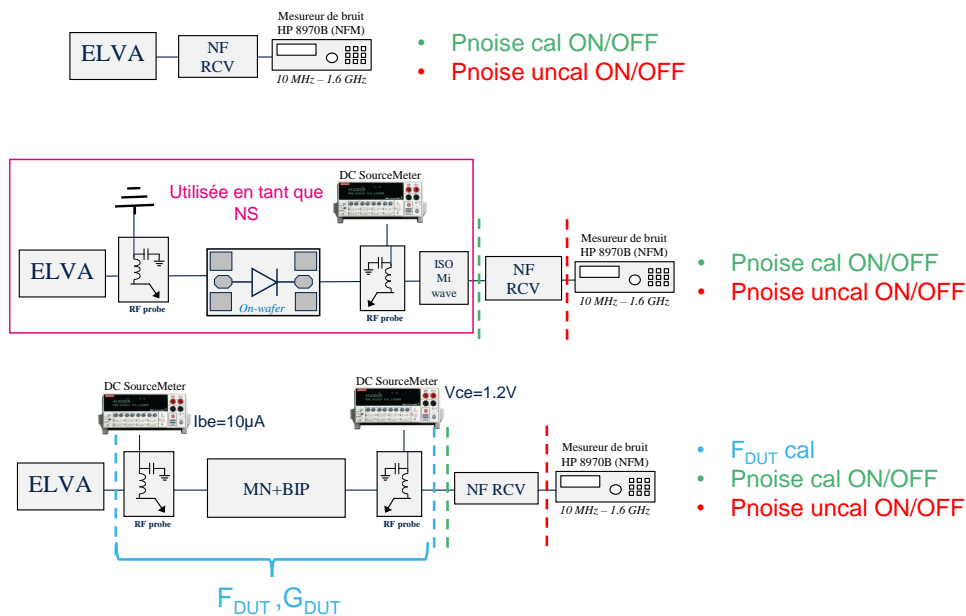 Mesureur de bruit
HP 8970B (NFM)
ELVA
NF
RCV
10 MHz – 1.6 GHz
• Pnoise cal ON/OFF
• Pnoise uncal ON/OFF
Utilisée en tant que
NS
DC SourceMeter
ELVA
RF probe
On-wafer
RF probe
ISO
Mi
wave
NF
RCV
Mesureur de bruit
HP 8970B (NFM)
10 MHz – 1.6 GHz
• Pnoise cal ON/OFF
• Pnoise uncal ON/OFF
DC SourceMeter
Ibe=10µA
DC SourceMeter
Vce=1.2V
ELVA
RF probe
MN+BIP
RF probe
NF RCV
Mesureur de bruit
HP 8970B (NFM)
10 MHz – 1.6 GHz
• FDUT cal
• Pnoise cal ON/OFF
• Pnoise uncal ON/OFF
FDUT ,GDUT